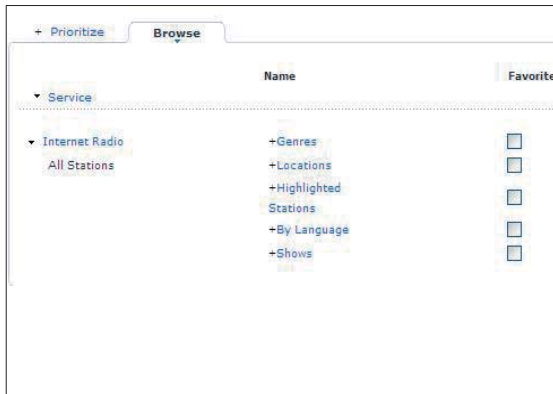 + Prioritize Browse
Name Favorite
▾ Service
▾ Internet Radio +Genres
All Stations +Locations
+Highlighted
Stations
+By Language
+Shows